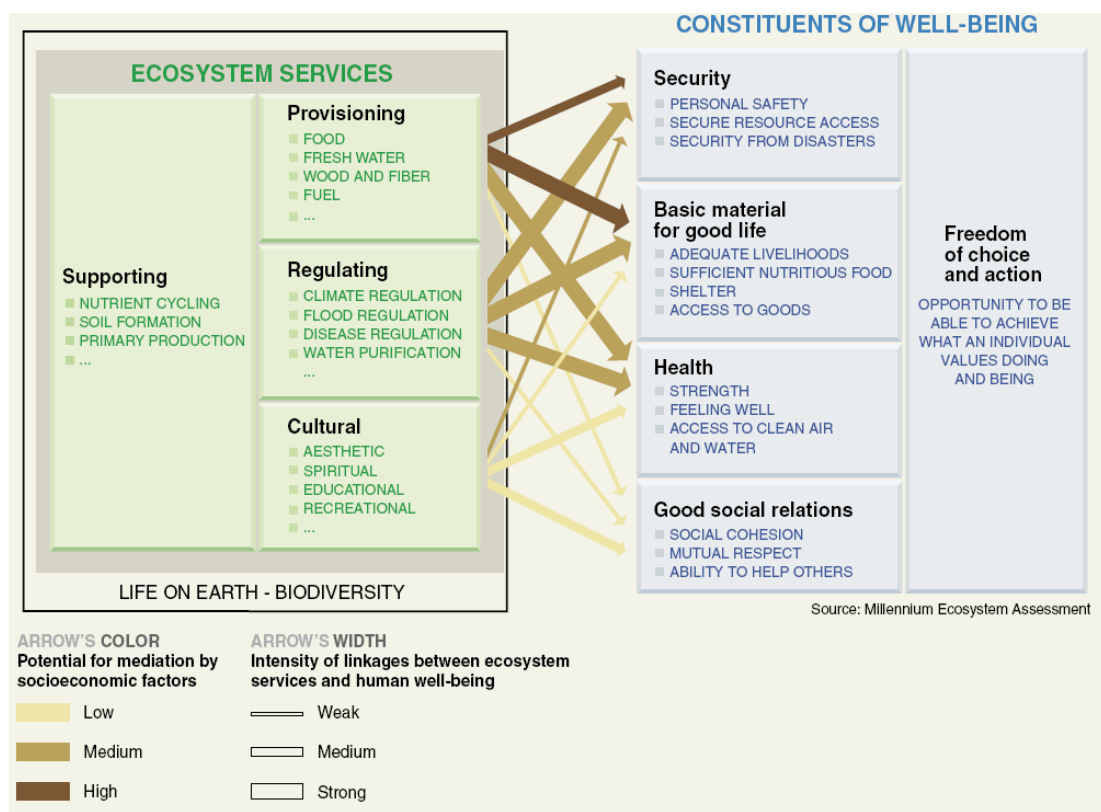 CONSTITUENTS OF WELL-BEING
ECOSYSTEM SERVICES
Supporting
NUTRIENT CYCLING
SOIL FORMATION
PRIMARY PRODUCTION
...
Provisioning
FOOD
FRESH WATER
WOOD AND FIBER
FUEL
...
Regulating
CLIMATE REGULATION
FLOOD REGULATION
DISEASE REGULATION
WATER PURIFICATION
...
Cultural
AESTHETIC
SPIRITUAL
EDUCATIONAL
RECREATIONAL
...
LIFE ON EARTH - BIODIVERSITY
Security
PERSONAL SAFETY
SECURE RESOURCE ACCESS
SECURITY FROM DISASTERS
Basic material
for good life
ADEQUATE LIVELIHOODS
SUFFICIENT NUTRITIOUS FOOD
SHELTER
ACCESS TO GOODS
Health
STRENGTH
FEELING WELL
ACCESS TO CLEAN AIR
AND WATER
Good social relations
SOCIAL COHESION
MUTUAL RESPECT
ABILITY TO HELP OTHERS
Freedom
of choice
and action
OPPORTUNITY TO BE
ABLE TO ACHIEVE
WHAT AN INDIVIDUAL
VALUES DOING
AND BEING
Source: Millennium Ecosystem Assessment
ARROW'S COLOR
Potential for mediation by
socioeconomic factors
Low
Medium
High
ARROW'S WIDTH
Intensity of linkages between ecosystem
services and human well-being
Weak
Medium
Strong